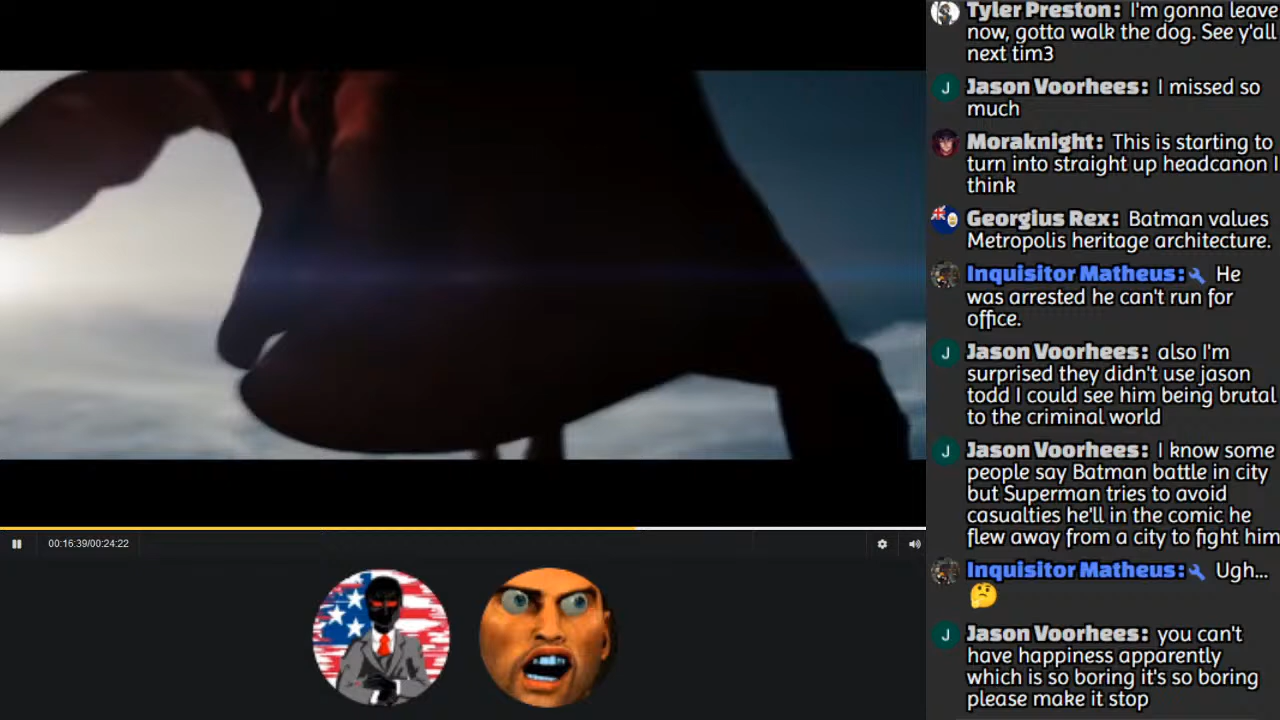 Tyler Preston: I'm gonna leave
now, gotta walk the dog. See y'all
next tim3
J Jason Voorhees: I missed so
much
Moraknight: This is starting to
turn into straight up headcanon I
think
Georgius Rex: Batman values
Metropolis heritage architecture.
Inquisitor Matheus: He
was arrested he can't run for
office.
J Jason Voorhees: also I'm
surprised they didn't use jason
todd I could see him being brutal
to the criminal world
J Jason Voorhees: I know some
people say Batman battle in city
but Superman tries to avoid
casualties he'll in the comic he
flew away from a city to fight him
Inquisitor Matheus: Ugh...
🤔
J Jason Voorhees: you can't
have happiness apparently
which is so boring it's so boring
please make it stop
00:16:39/00:24:22